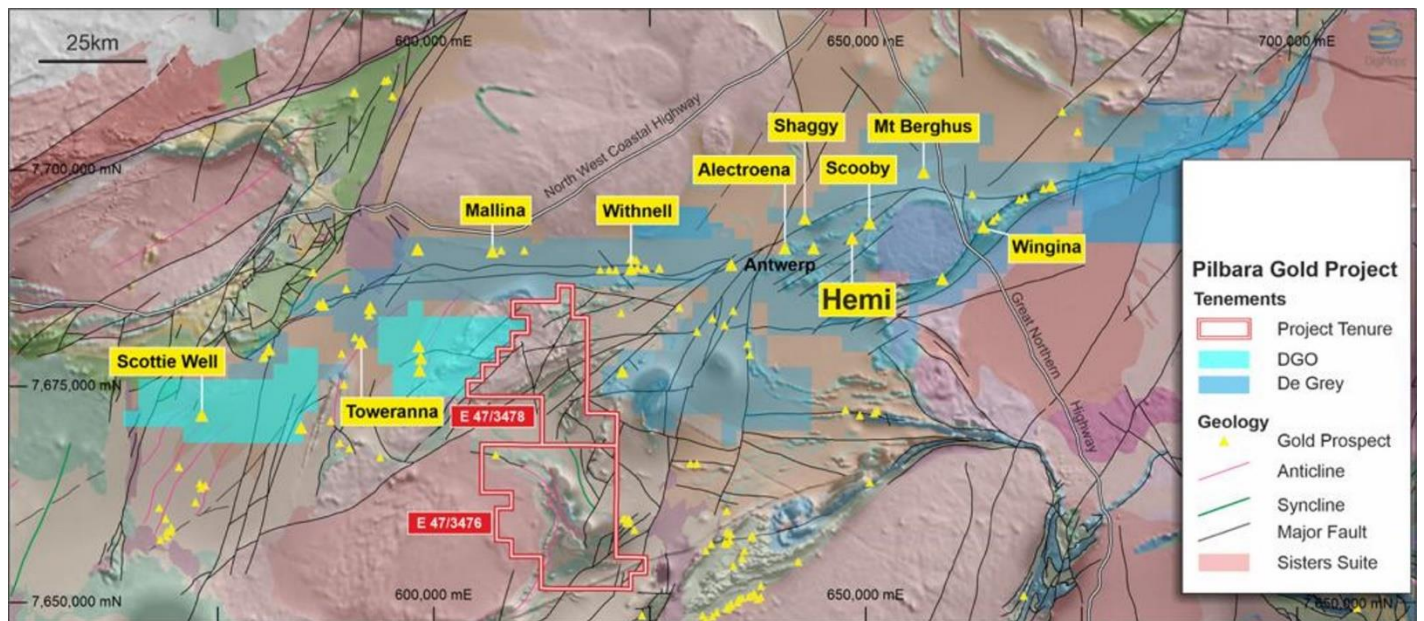 25km
600,000 mE
650,000 mE
700,000 mE
DigMaps
Shaggy
Mt Berghus
7,700,000 mN
North West Coastal Highway
Alectroena
Scooby
Mallina
Withnell
Antwerp
Wingina
Hemi
Great Northern
Highway
Scottie Well
7,675,000 mN
Toweranna
E 47/3478
E 47/3476
7,650,000 mN
600,000 mE
650,000 mE
7,650,000 mN
Pilbara Gold Project
Tenements
Project Tenure
DGO
De Grey
Geology
Gold Prospect
Anticline
Syncline
Major Fault
Sisters Suite